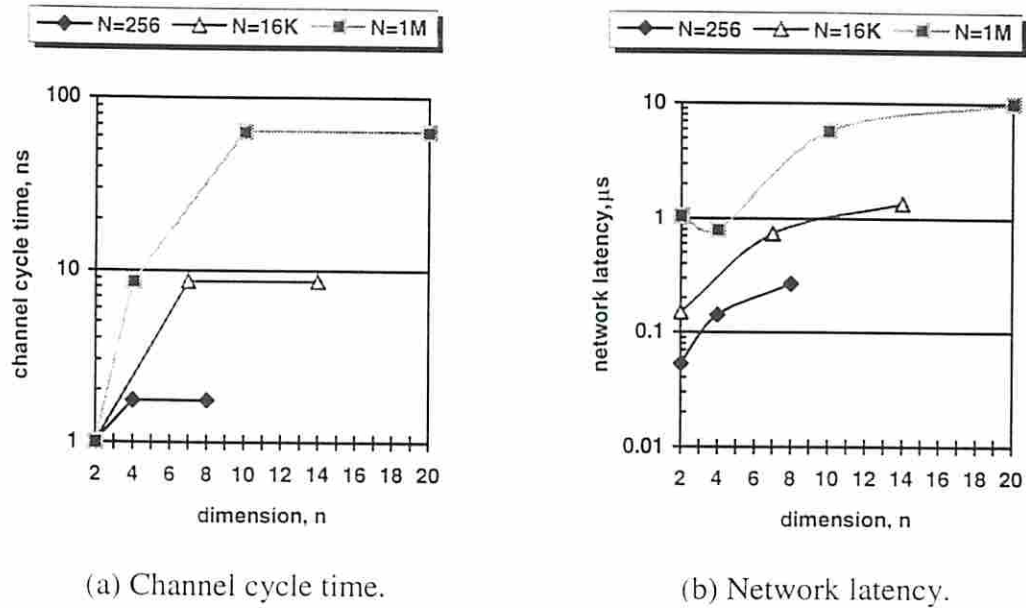 N=256 N=16K N=1M
channel cycle time, ns
100
10
1
2 4 6 8 10 12 14 16 18 20
dimension, n
(a) Channel cycle time.
N=256 N=16K N=1M
network latency,μs
10
1
0.1
0.01
2 4 6 8 10 12 14 16 18 20
dimension, n
(b) Network latency.